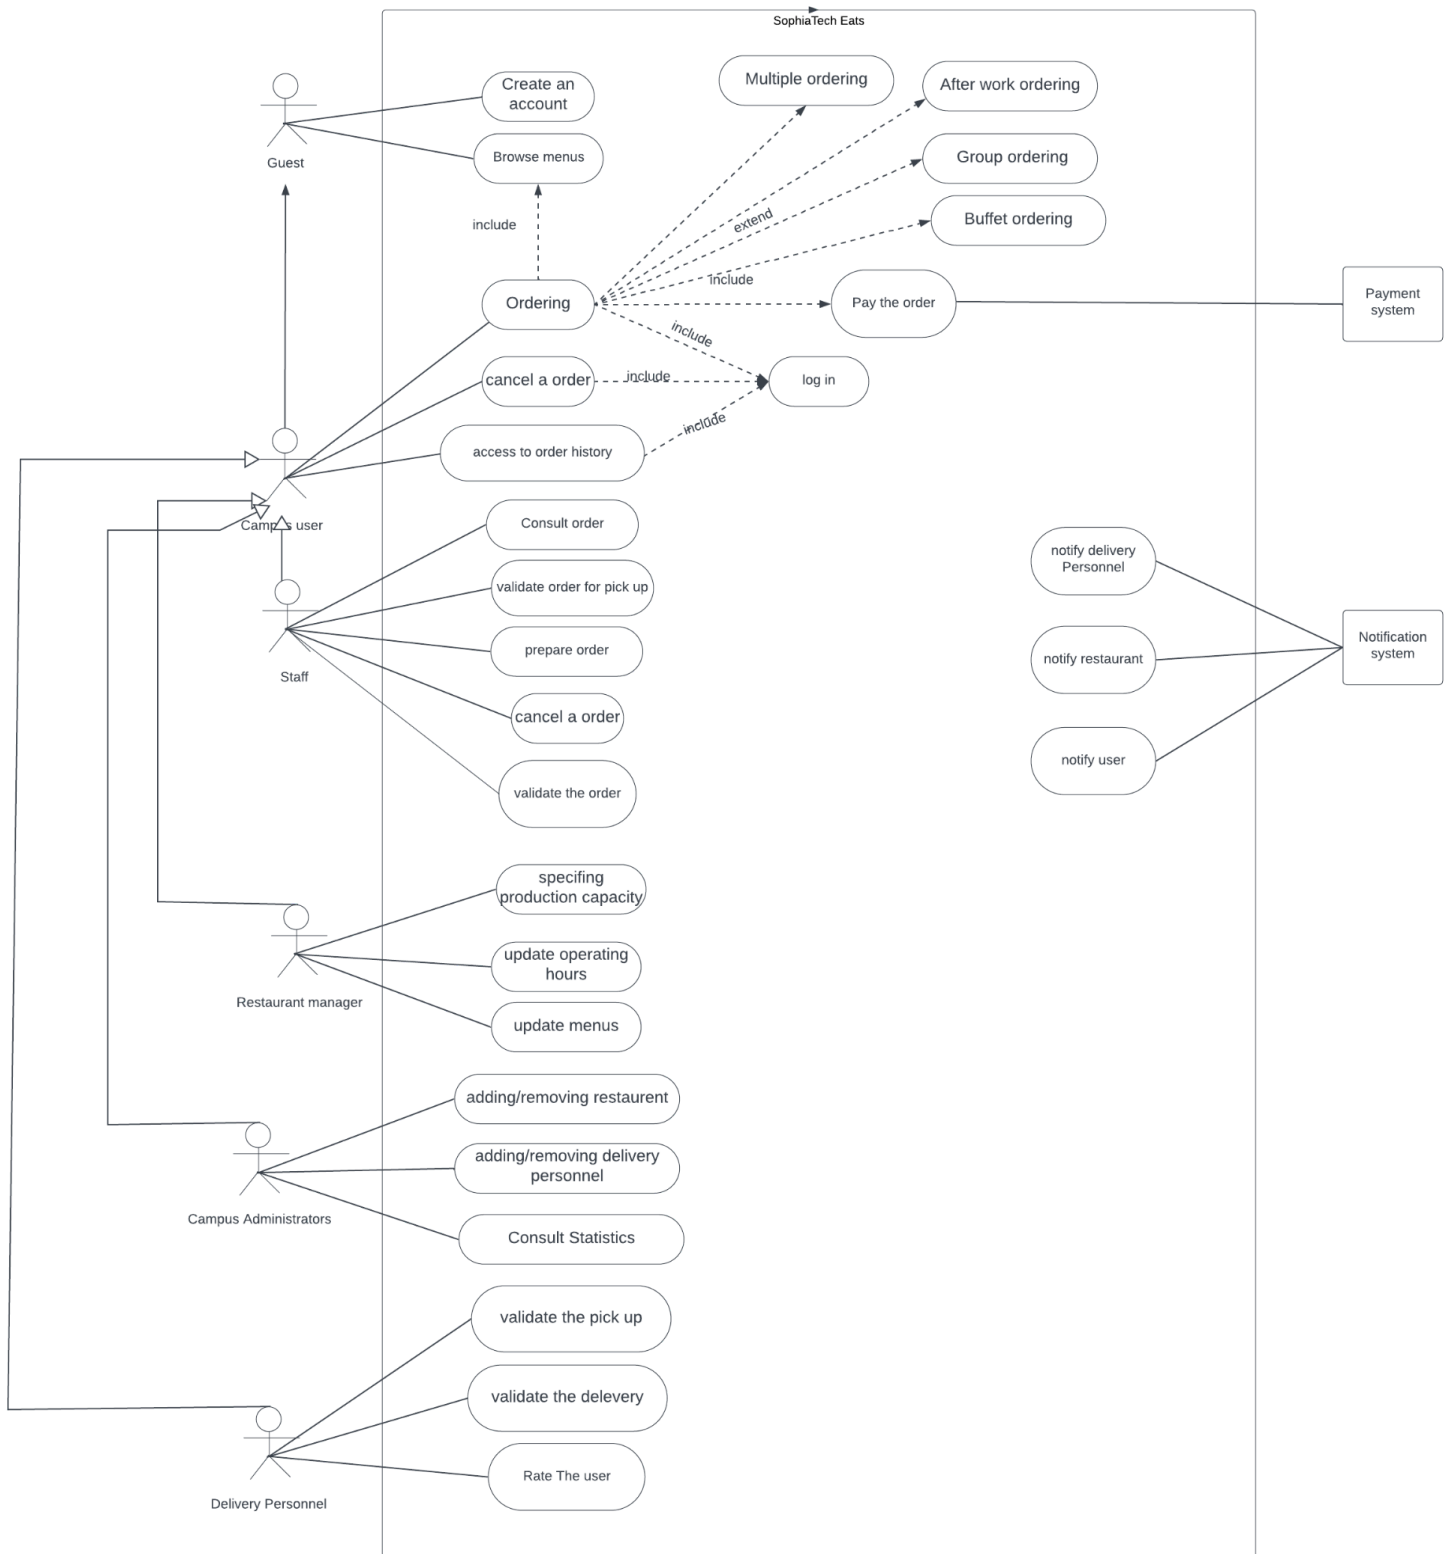 SophiaTech Eats
Multiple ordering
After work ordering
Create an
account
Browse menus
Guest
Group ordering
Buffet ordering
include
extend
include
Ordering
Pay the order
Payment
system
include
cancel a order
include
log in
include
access to order history
Campus user
Consult order
validate order for pick up
prepare order
Staff
cancel a order
validate the order
notify delivery
Personnel
notify restaurant
Notification
system
notify user
specifing
production capacity
update operating
hours
Restaurant manager
update menus
adding/removing restaurent
adding/removing delivery
personnel
Campus Administrators
Consult Statistics
validate the pick up
validate the delevery
Rate The user
Delivery Personnel